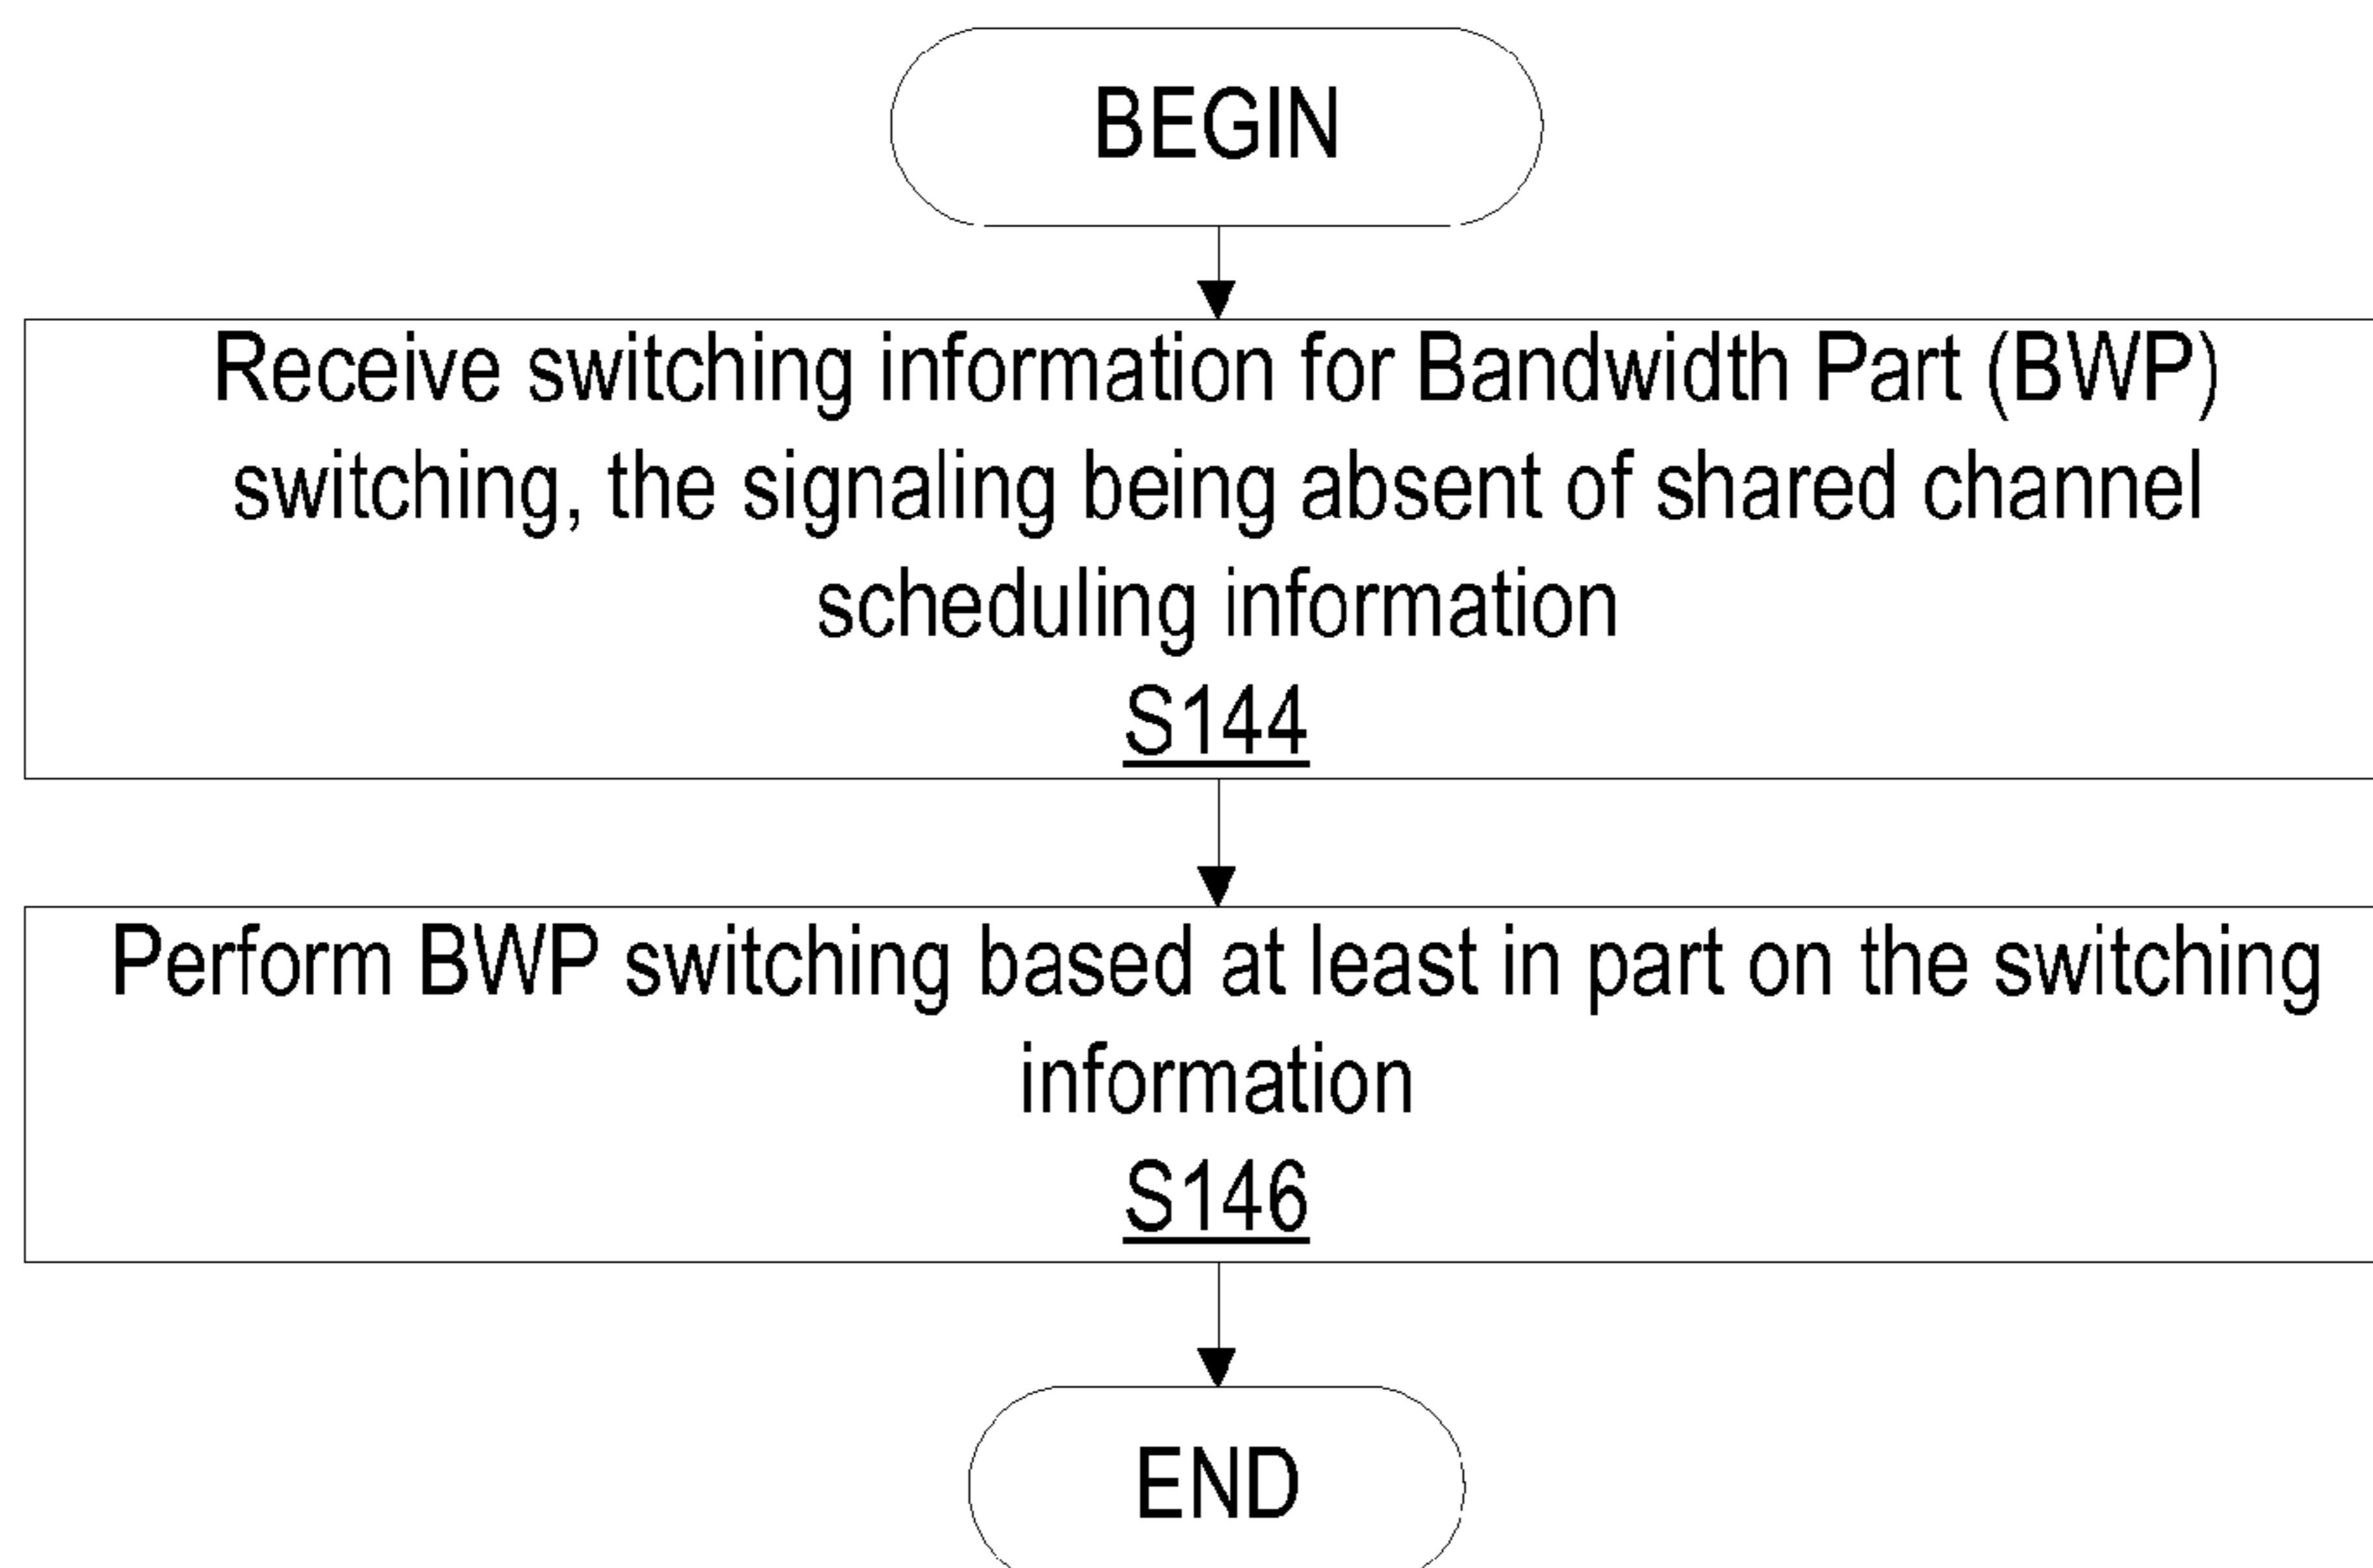 BEGIN
Receive switching information for Bandwidth Part (BWP)
switching, the signaling being absent of shared channel
scheduling information
S144
Perform BWP switching based at least in part on the switching
information
S146
END